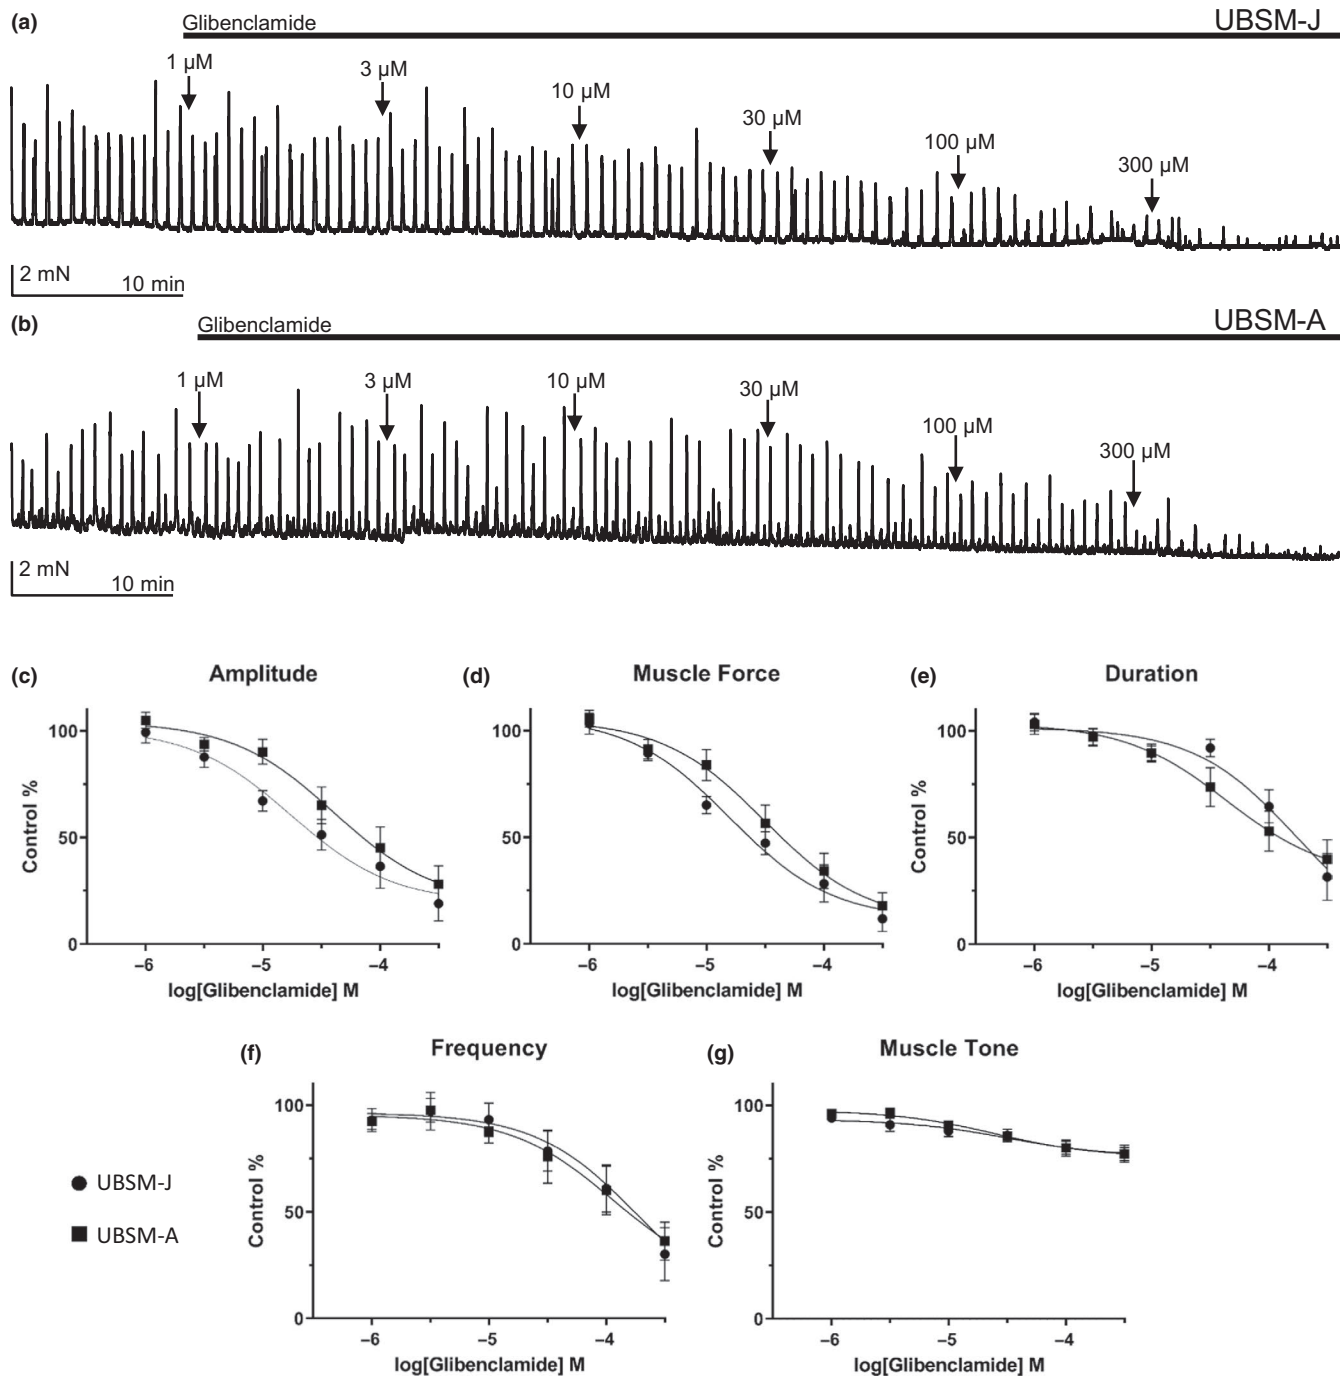 (a)
Glibenclamide
UBSM-J
1 µM
3 µM
10 µM
30 µM
100 µM
300 µM
2 mN
10 min
(b)
Glibenclamide
UBSM-A
1 µM
3 µM
10 µM
30 µM
100 µM
300 µM
2 mN
10 min
(c)
Amplitude
Control %
100
50
0
−6
−5
−4
log[Glibenclamide] M
(d)
Muscle Force
Control %
100
50
0
−6
−5
−4
log[Glibenclamide] M
(e)
Duration
Control %
100
50
0
−6
−5
−4
log[Glibenclamide] M
(f)
Frequency
Control %
100
50
0
−6
−5
−4
log[Glibenclamide] M
(g)
Muscle Tone
Control %
100
50
0
−6
−5
−4
log[Glibenclamide] M
UBSM-J
UBSM-A